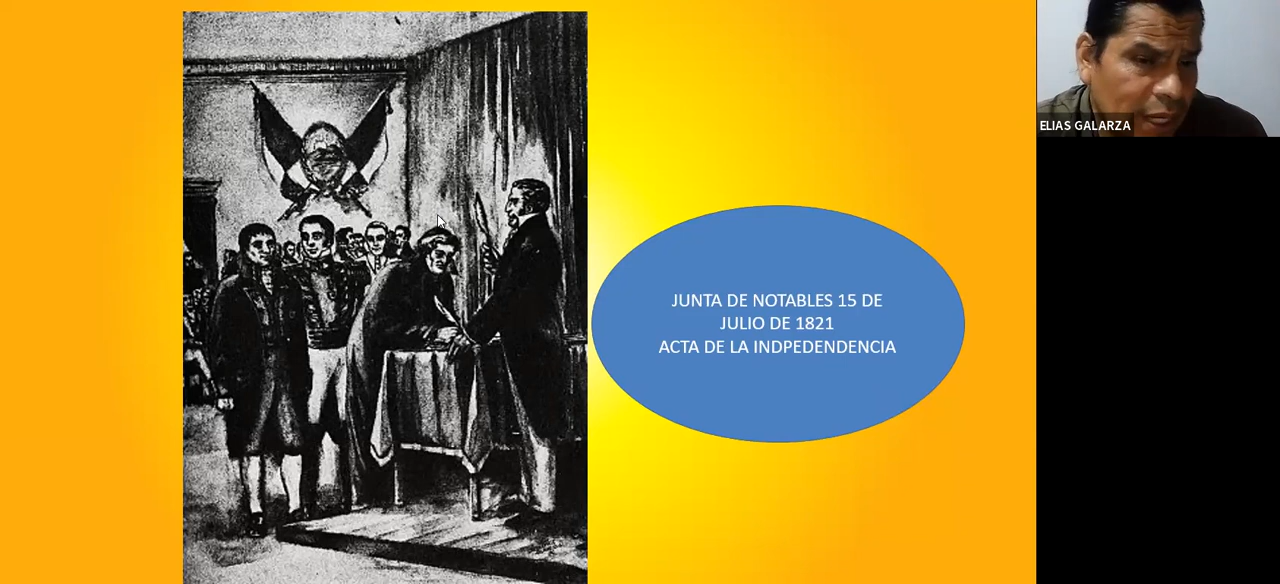 JUNTA DE NOTABLES 15 DE
JULIO DE 1821
ACTA DE LA INDPEDENDENCIA
ELIAS GALARZA